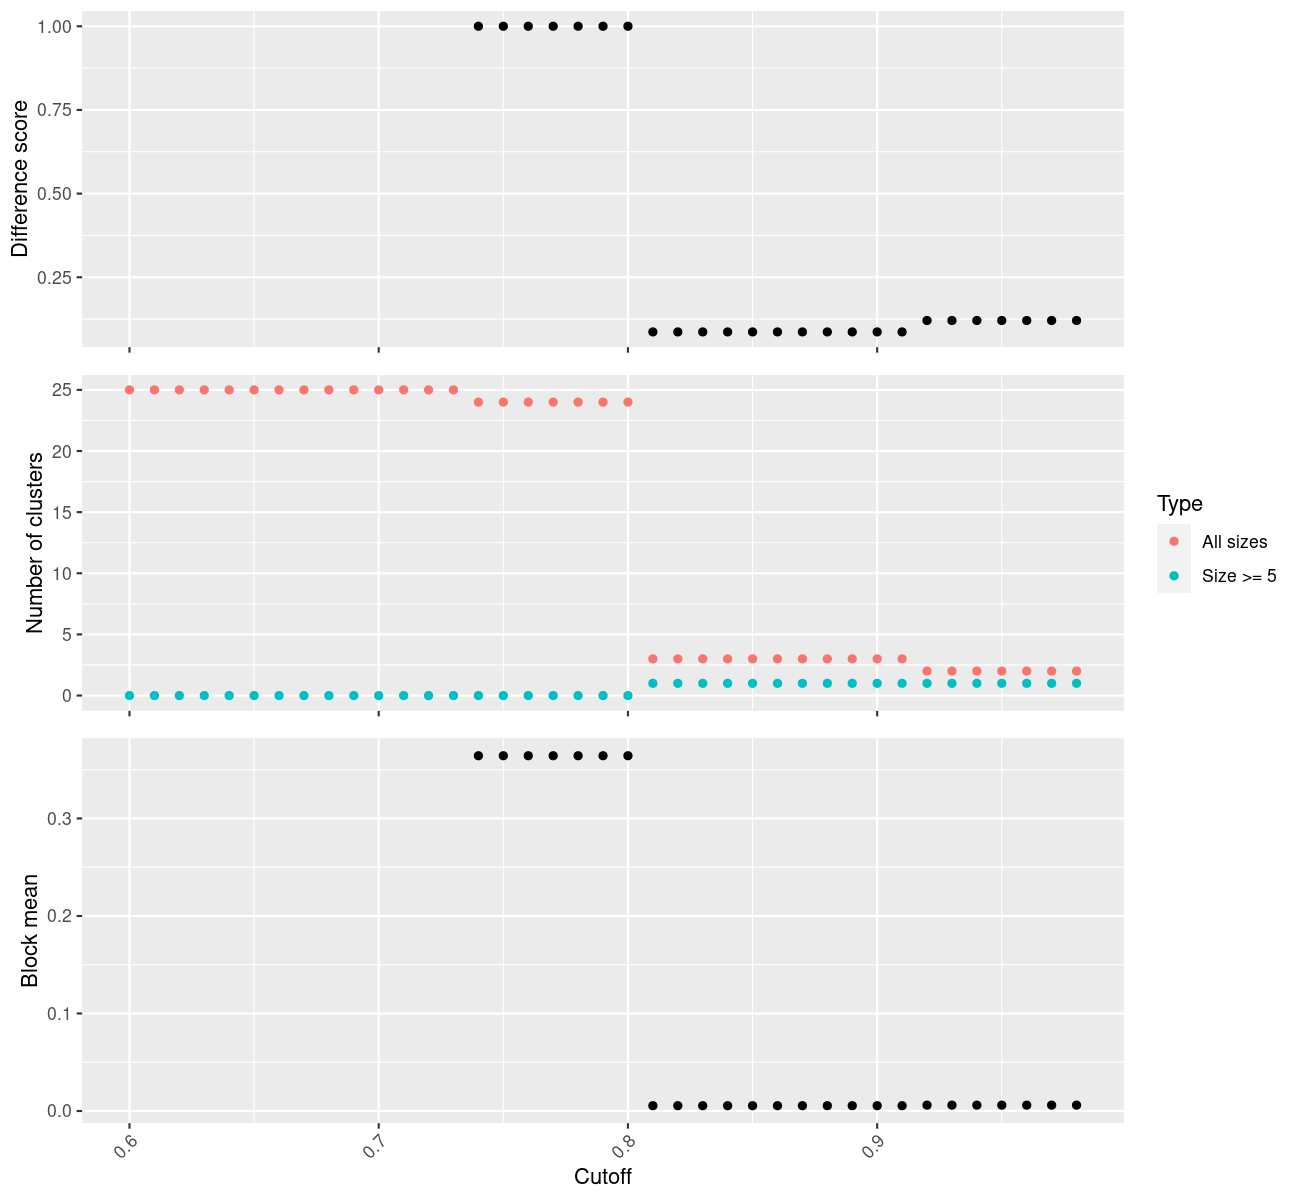 Difference score
1.00
0.75
0.50
0.25
Number of clusters
25
20
15
10
5
0
Type
All sizes
Size >= 5
Block mean
0.3
0.2
0.1
0.0
0.6 0.7 0.8 0.9
Cutoff